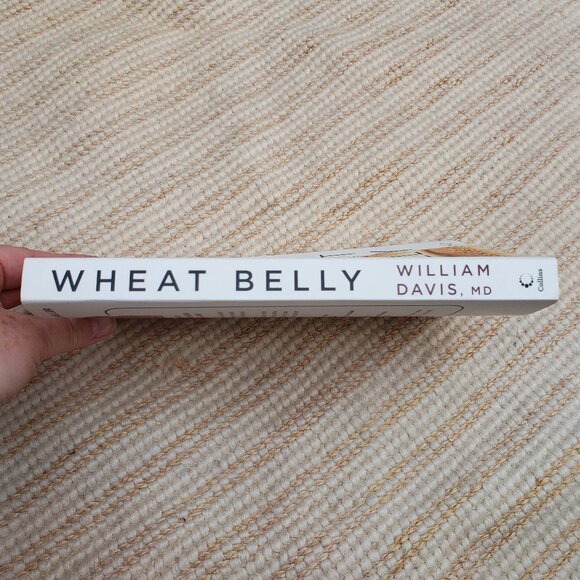 WHEAT BELLY
WILLIAM
DAVIS, MD
Collins